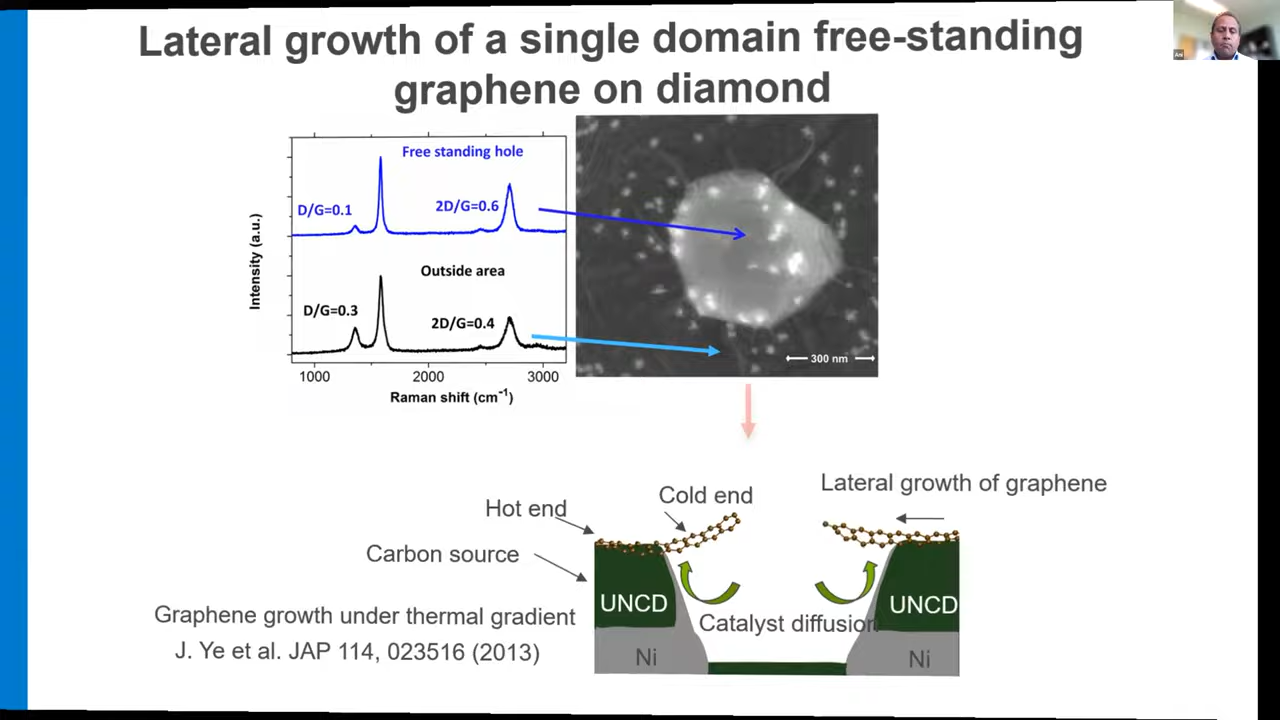 Lateral growth of a single domain free-standing
graphene on diamond
Free standing hole
D/G=0.1
2D/G=0.6
Outside area
D/G=0.3
2D/G=0.4
Intensity (a.u.)
1000 2000 3000
Raman shift (cm⁻¹)
300 nm
Ani
Hot end
Cold end
Lateral growth of graphene
Carbon source
UNCD
UNCD
Catalyst diffusion
Ni
Ni
Graphene growth under thermal gradient
J. Ye et al. JAP 114, 023516 (2013)